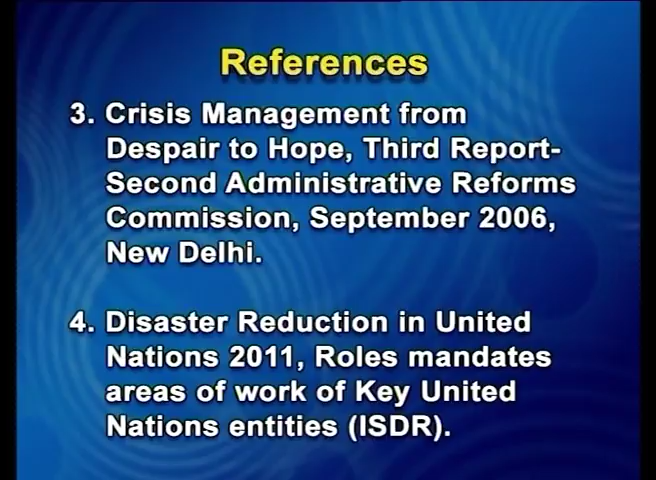 References
3. Crisis Management from
Despair to Hope, Third Report-
Second Administrative Reforms
Commission, September 2006,
New Delhi.
4. Disaster Reduction in United
Nations 2011, Roles mandates
areas of work of Key United
Nations entities (ISDR).